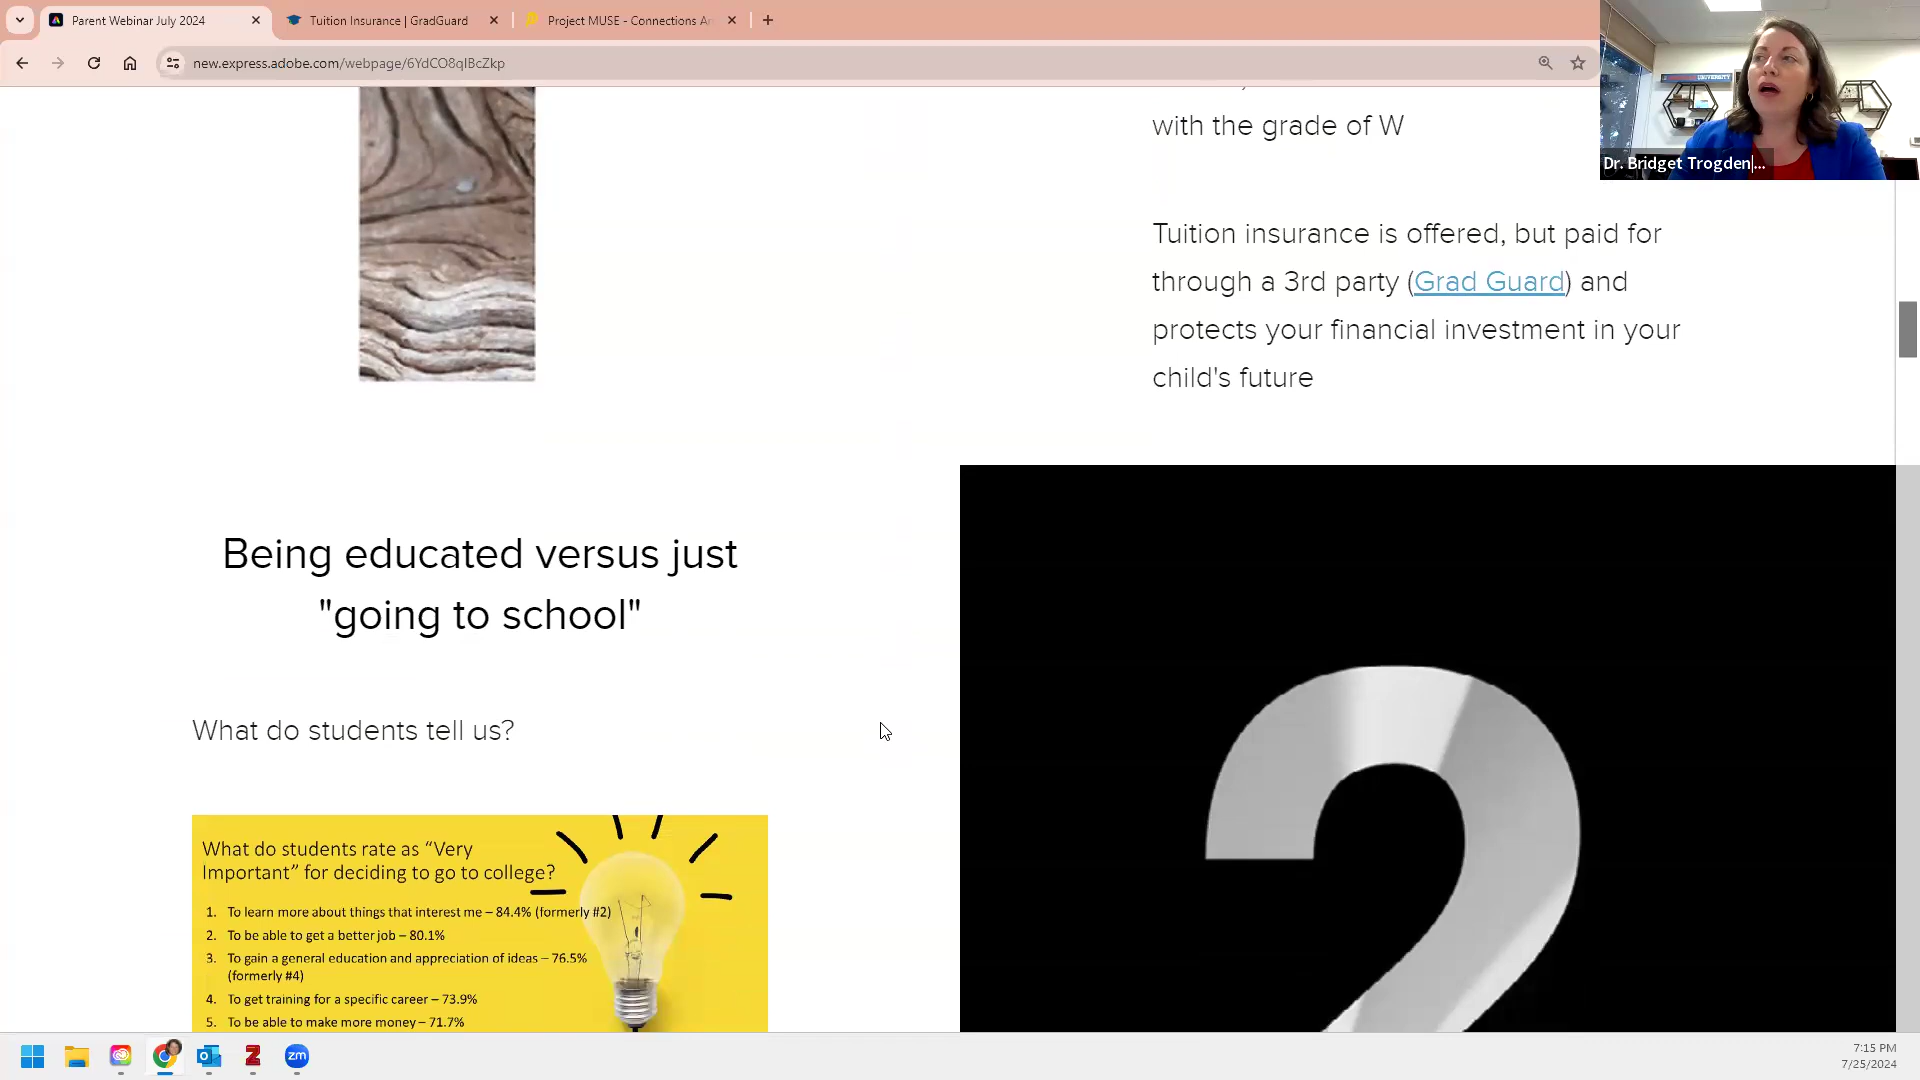 Parent Webinar July 2024
Tuition Insurance | GradGuard
Project MUSE - Connections
new.express.adobe.com/webpage/6YdCO8qIBcZkp
UNIVERSITY
Dr. Bridget Trogden|...
with the grade of W
Tuition insurance is offered, but paid for
through a 3rd party (Grad Guard) and
protects your financial investment in your
child's future
Being educated versus just
"going to school"
What do students tell us?
What do students rate as “Very
Important” for deciding to go to college?
1. To learn more about things that interest me – 84.4% (formerly #2)
2. To be able to get a better job – 80.1%
3. To gain a general education and appreciation of ideas – 76.5%
(formerly #4)
4. To get training for a specific career – 73.9%
5. To be able to make more money – 71.7%
2
Z
zm
7:15 PM
7/25/2024